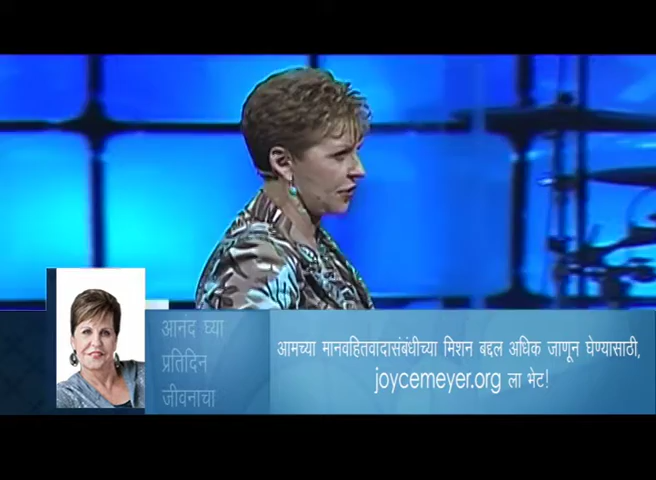 आनंद घ्या
प्रतिदिन
जीवनाचा
आमच्या मानवहितवादासंबंधीच्या मिशन बद्दल अधिक जाणून घेण्यासाठी,
joycemeyer.org ला भेट!